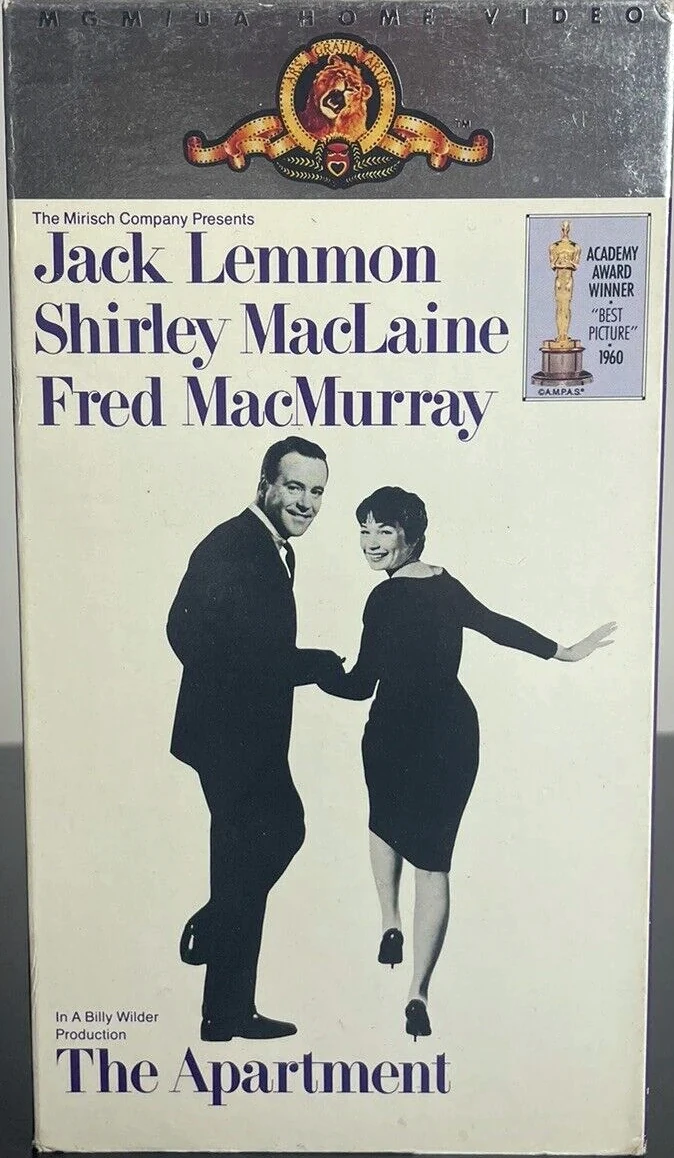 MGM/UA HOME VIDEO
ARS GRATIA ARTIS
TM
The Mirisch Company Presents
Jack Lemmon
Shirley MacLaine
Fred MacMurray
ACADEMY
AWARD
WINNER
•
"BEST
PICTURE"
•
1960
©A.M.P.A.S.®
In A Billy Wilder
Production
The Apartment